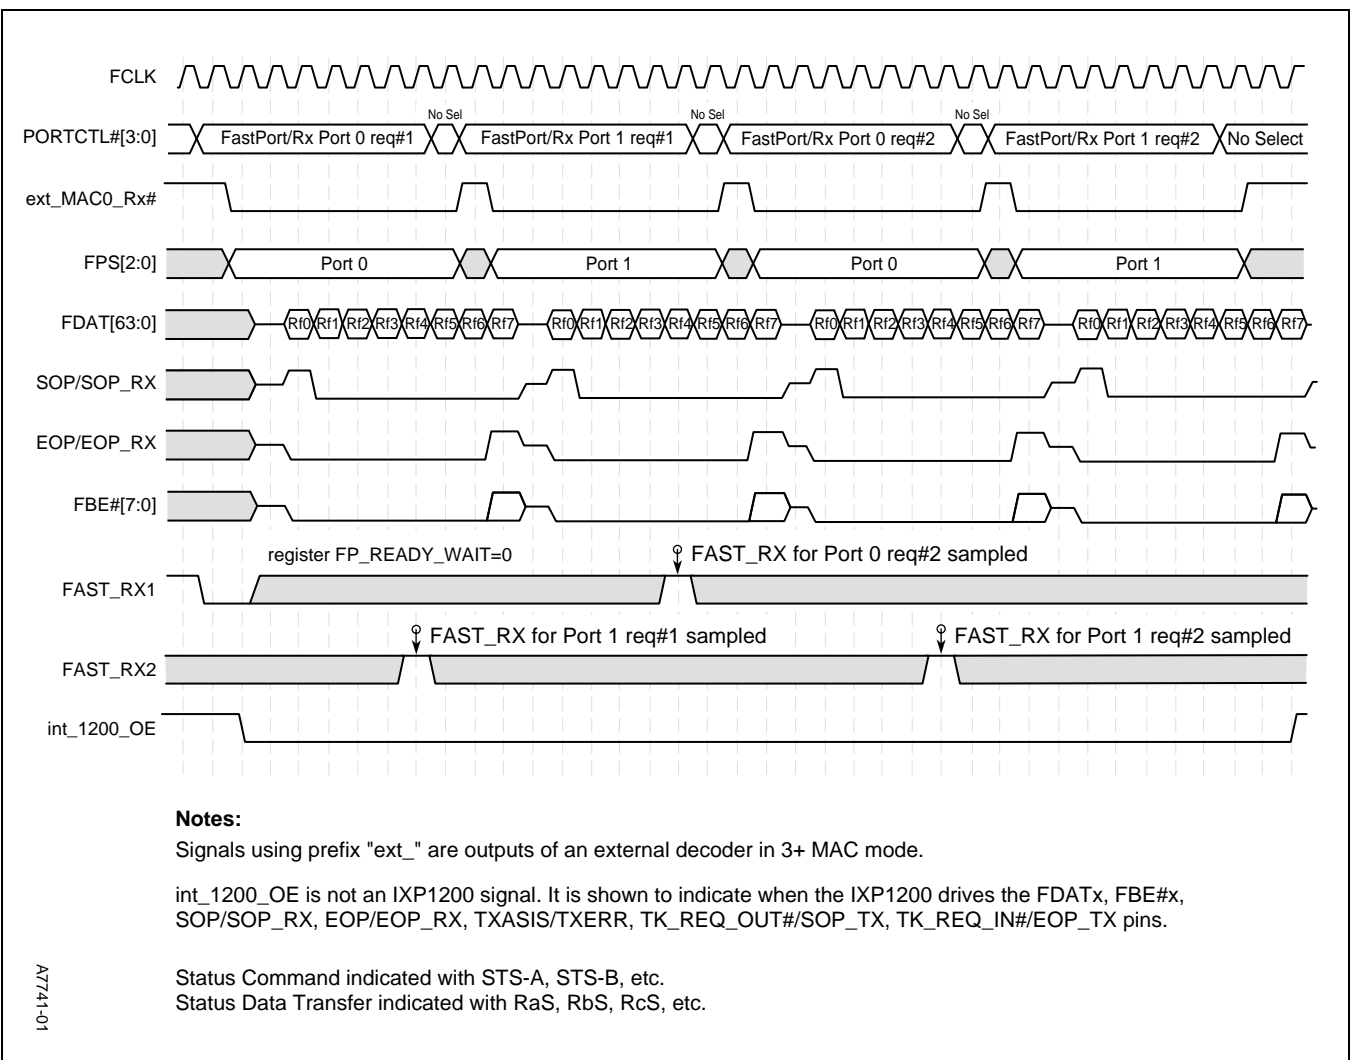 FCLK
No Sel No Sel No Sel
PORTCTL#[3:0] FastPort/Rx Port 0 req#1 FastPort/Rx Port 1 req#1 FastPort/Rx Port 0 req#2 FastPort/Rx Port 1 req#2 No Select
ext_MAC0_Rx#
FPS[2:0] Port 0 Port 1 Port 0 Port 1
FDAT[63:0] Rf0 Rf1 Rf2 Rf3 Rf4 Rf5 Rf6 Rf7 Rf0 Rf1 Rf2 Rf3 Rf4 Rf5 Rf6 Rf7 Rf0 Rf1 Rf2 Rf3 Rf4 Rf5 Rf6 Rf7 Rf0 Rf1 Rf2 Rf3 Rf4 Rf5 Rf6 Rf7
SOP/SOP_RX
EOP/EOP_RX
FBE#[7:0]
register FP_READY_WAIT=0 FAST_RX for Port 0 req#2 sampled
FAST_RX1
FAST_RX for Port 1 req#1 sampled FAST_RX for Port 1 req#2 sampled
FAST_RX2
int_1200_OE
Notes:
Signals using prefix "ext_" are outputs of an external decoder in 3+ MAC mode.
int_1200_OE is not an IXP1200 signal. It is shown to indicate when the IXP1200 drives the FDATx, FBE#x,
SOP/SOP_RX, EOP/EOP_RX, TXASIS/TXERR, TK_REQ_OUT#/SOP_TX, TK_REQ_IN#/EOP_TX pins.
Status Command indicated with STS-A, STS-B, etc.
Status Data Transfer indicated with RaS, RbS, RcS, etc.
A7741-01